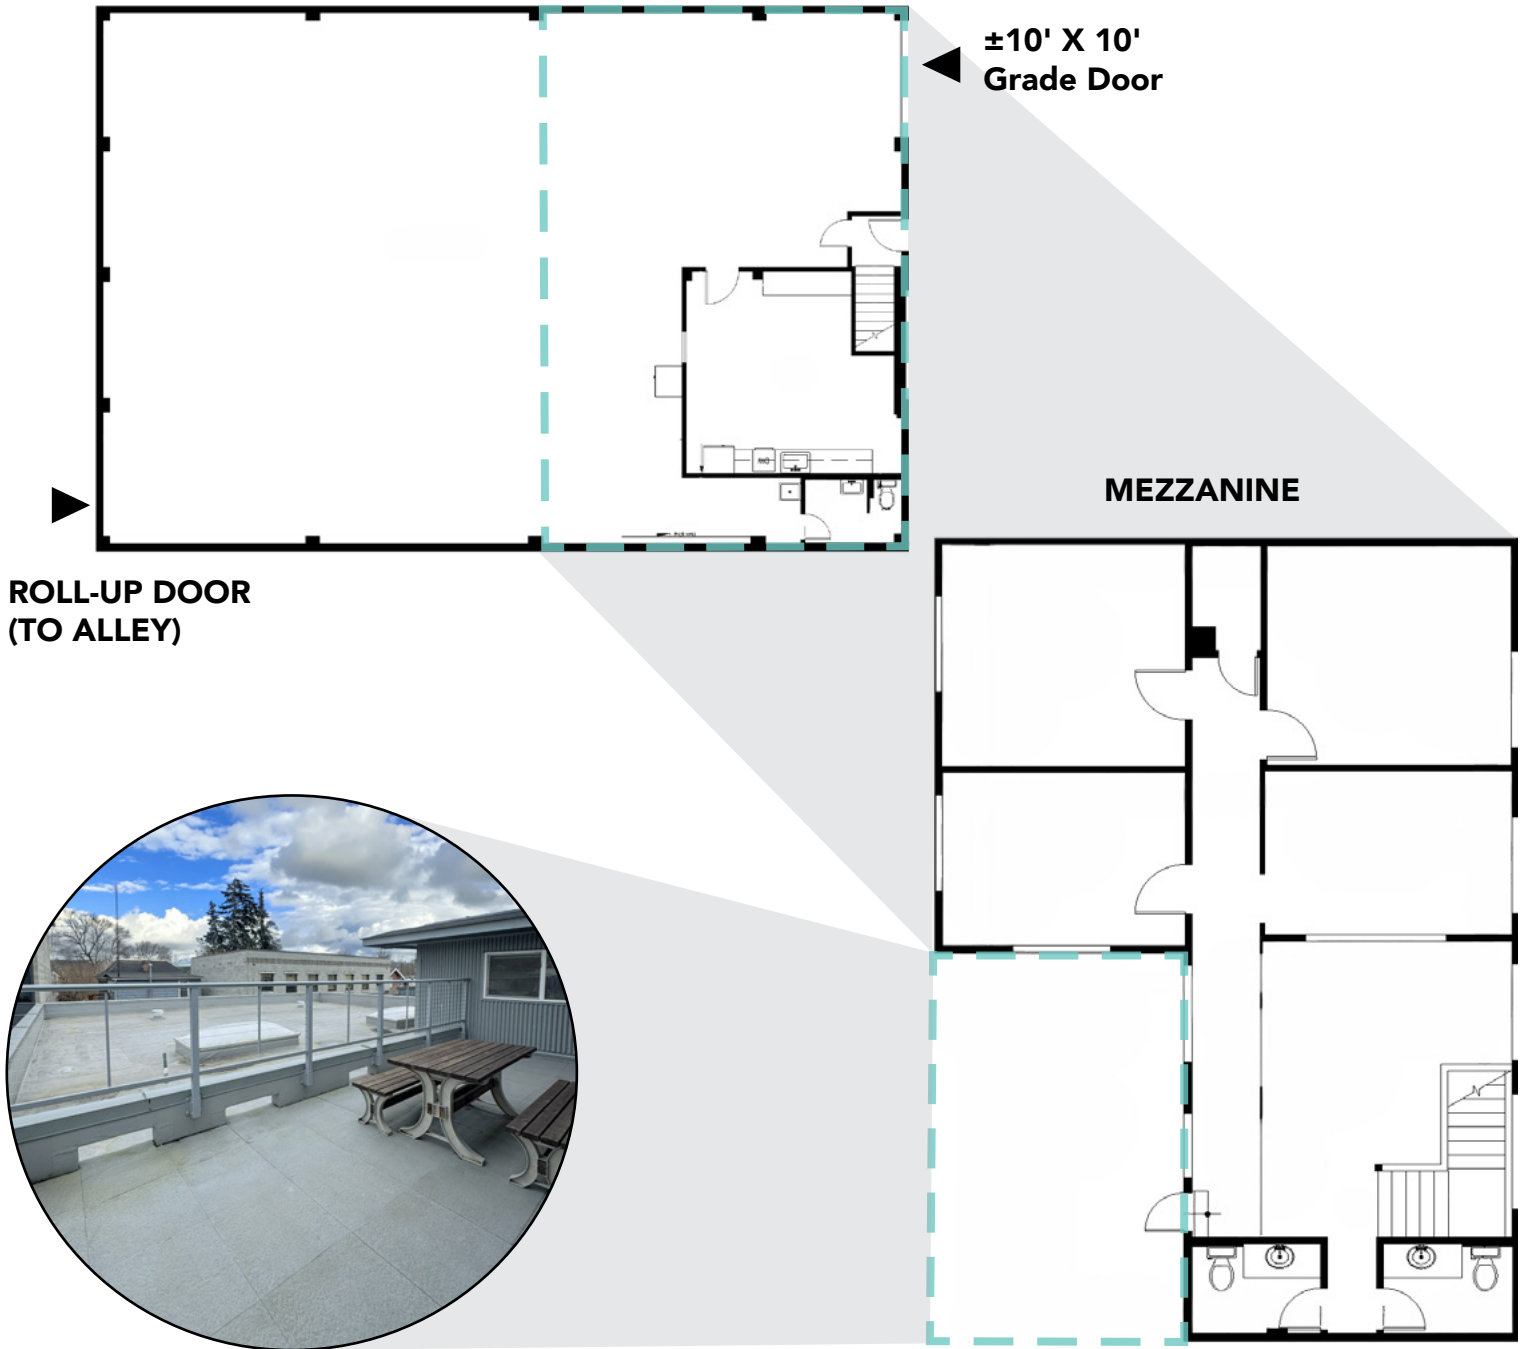 ±10' X 10'
Grade Door
MEZZANINE
ROLL-UP DOOR
(TO ALLEY)